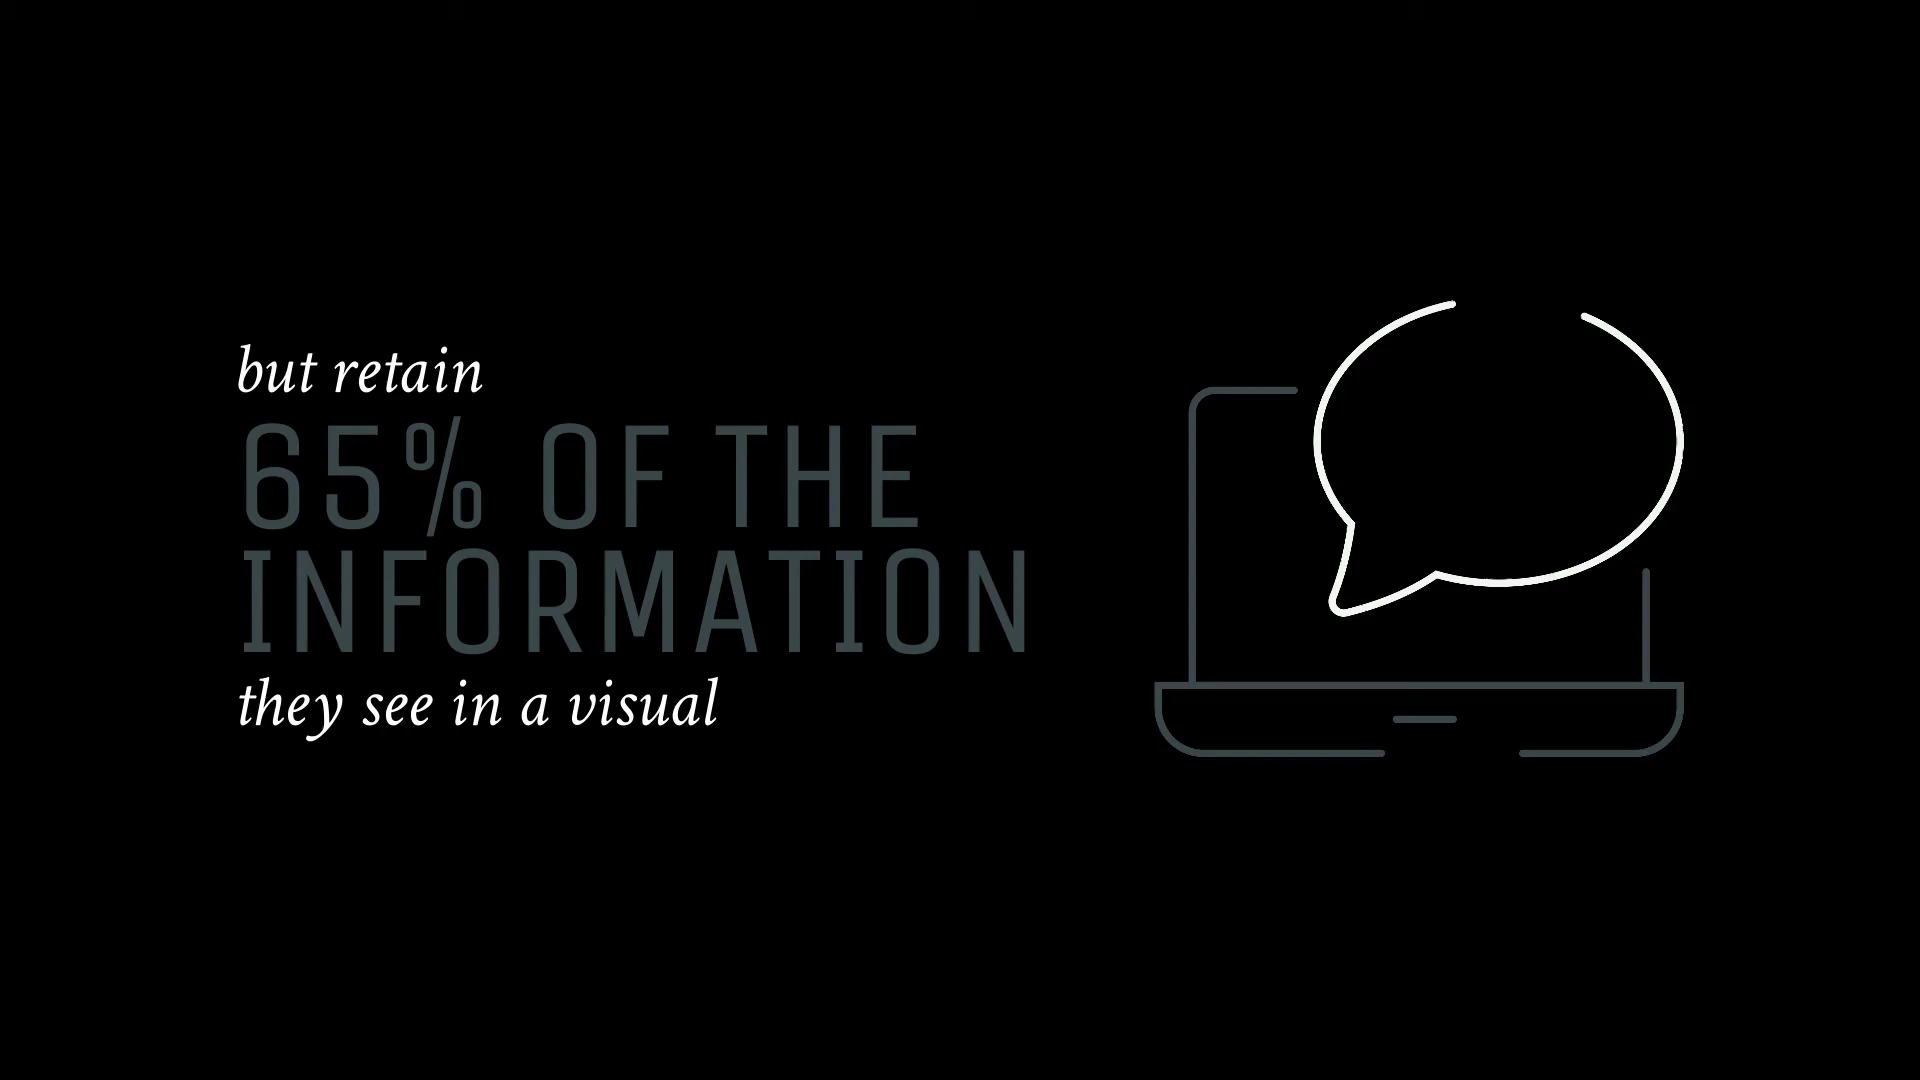 but retain
65% OF THE
INFORMATION
they see in a visual